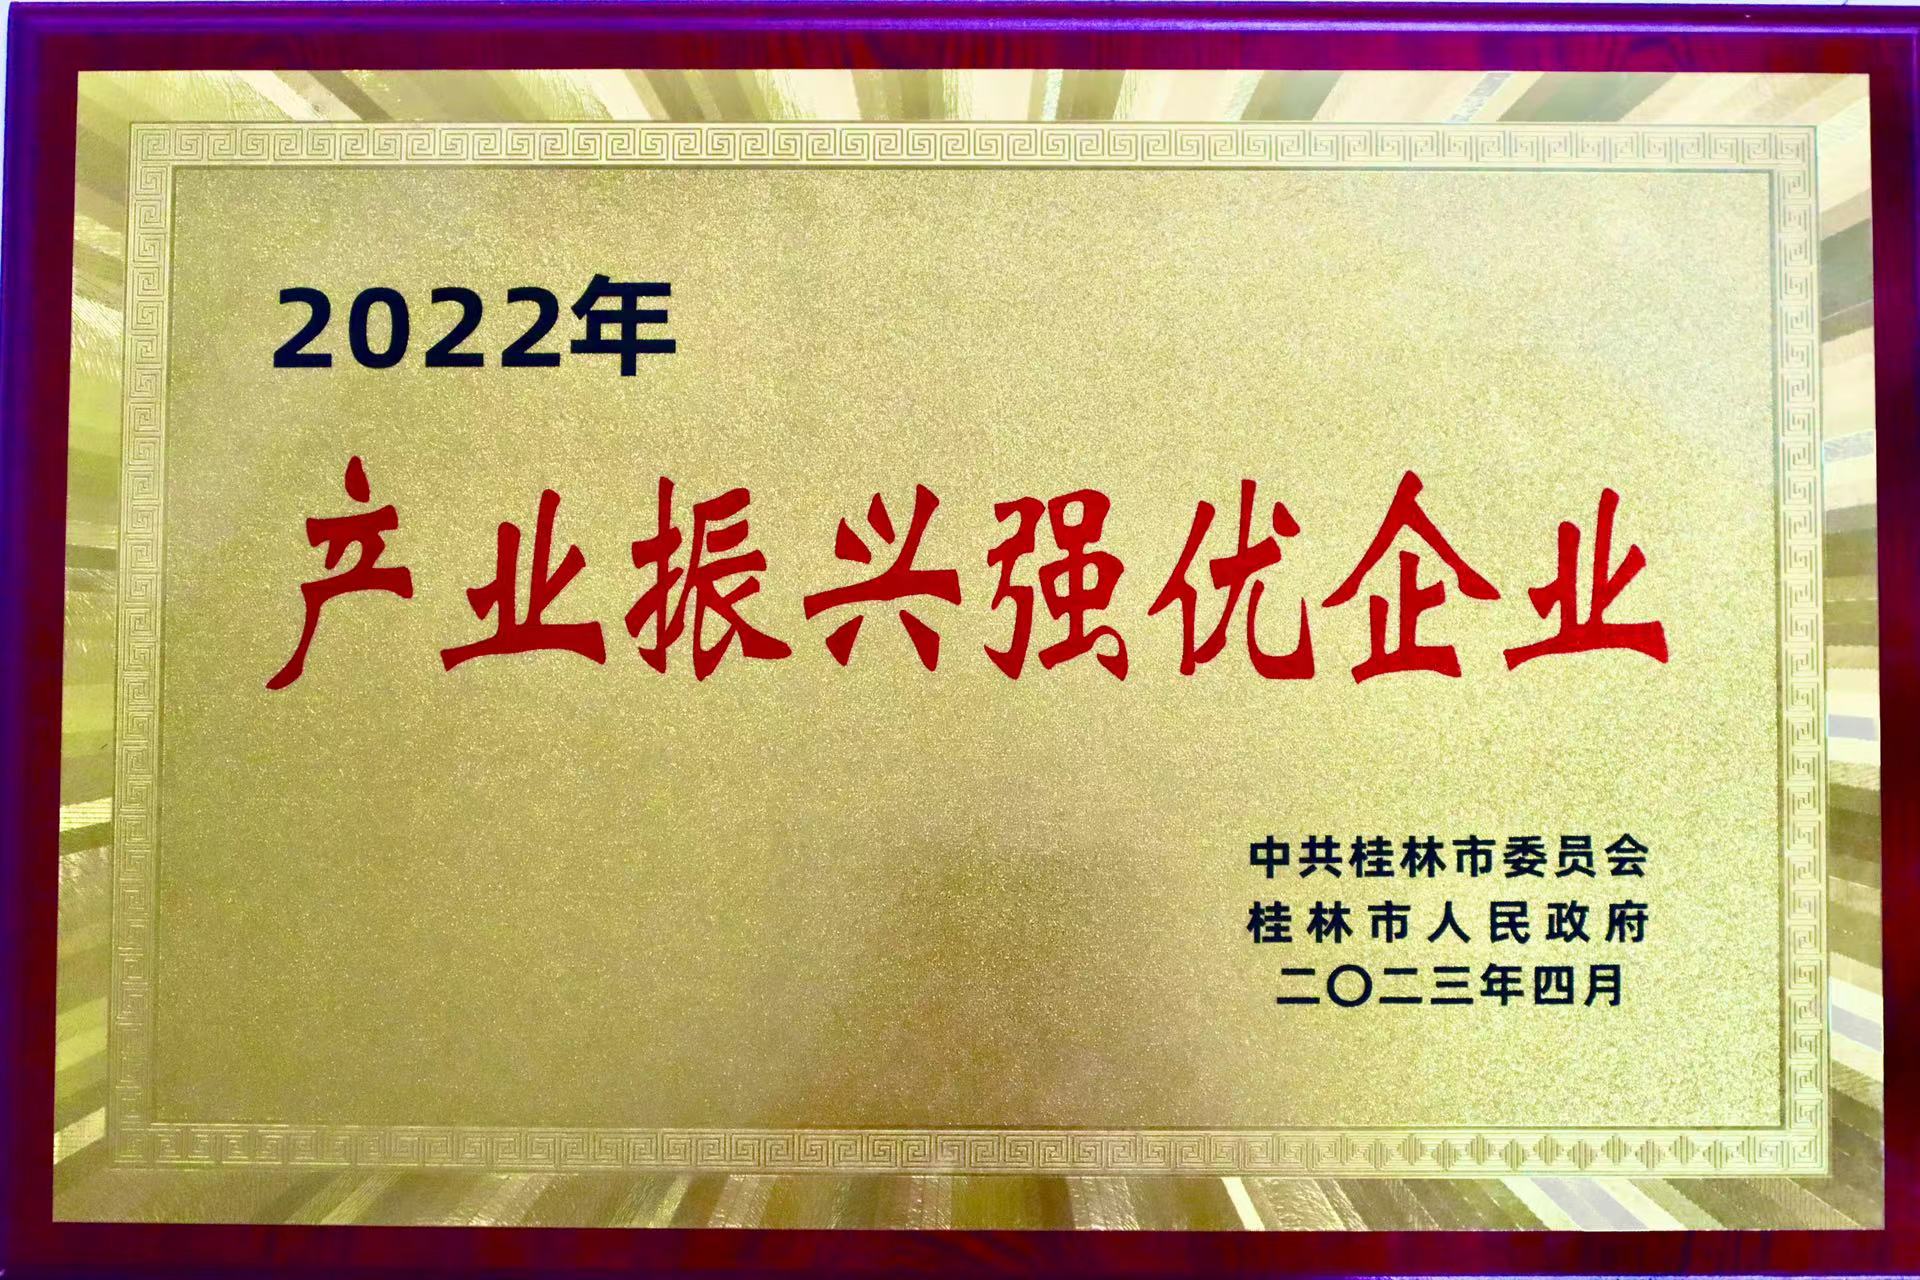 2022年
产业振兴强优企业
中共桂林市委员会
桂林市人民政府
二〇二三年四月